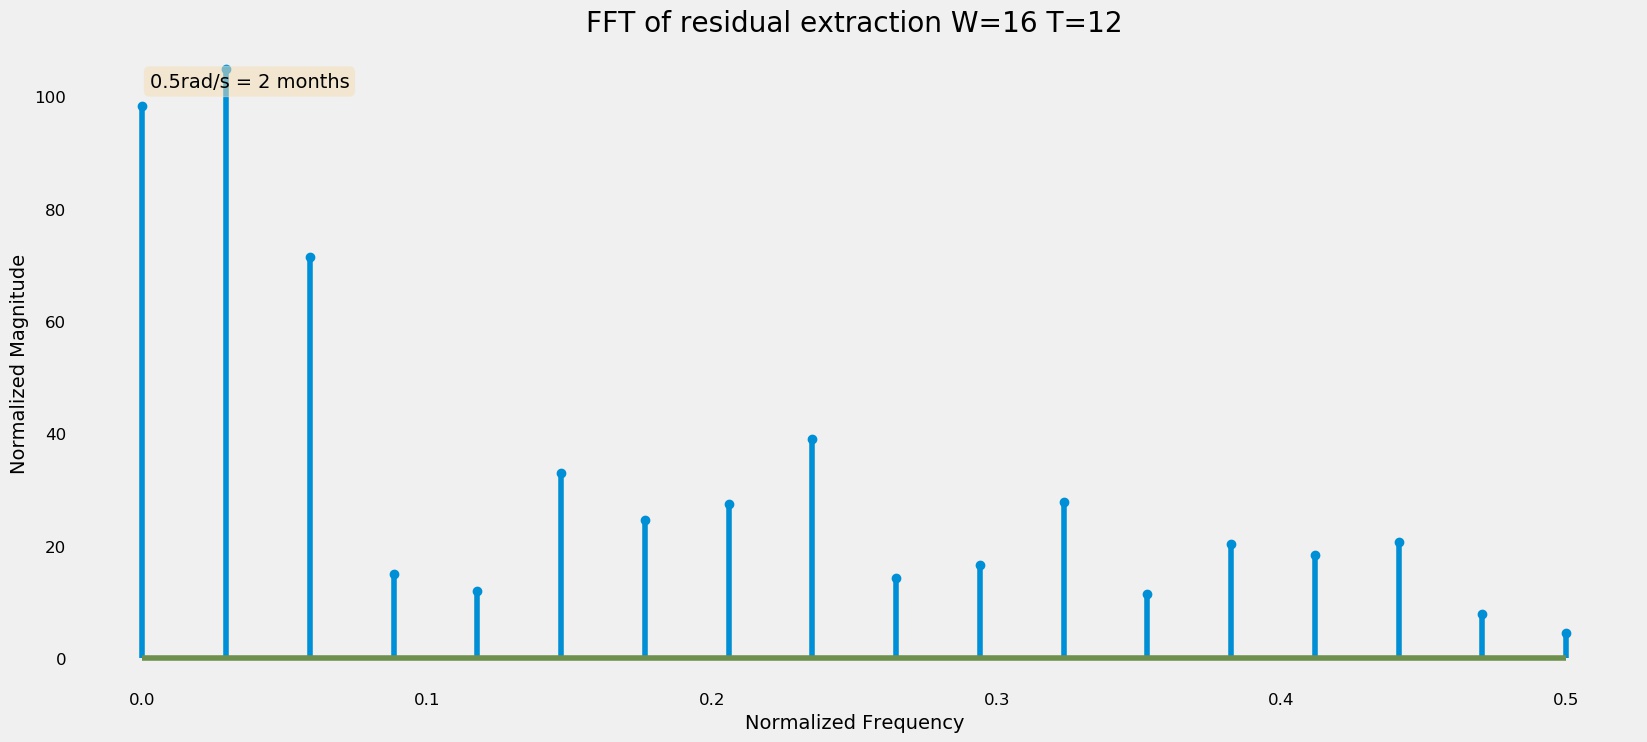 FFT of residual extraction W=16 T=12
0.5rad/s = 2 months
100
80
60
40
20
0
Normalized Magnitude
0.0 0.1 0.2 0.3 0.4 0.5
Normalized Frequency